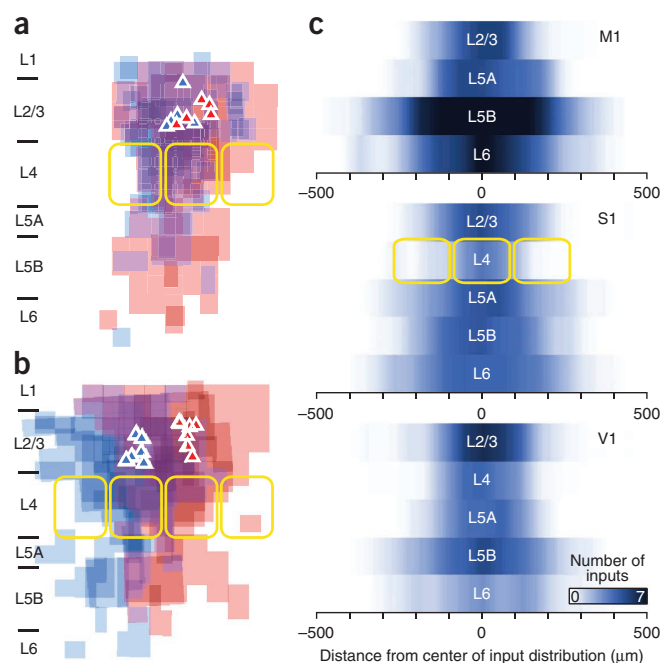 a
L1
L2/3
L4
L5A
L5B
L6
b
L1
L2/3
L4
L5A
L5B
L6
c
M1
L2/3
L5A
L5B
L6
–500 0 500
S1
L2/3
L4
L5A
L5B
L6
–500 0 500
V1
L2/3
L4
L5A
L5B
L6
Number of
inputs
0 7
–500 0 500
Distance from center of input distribution (μm)